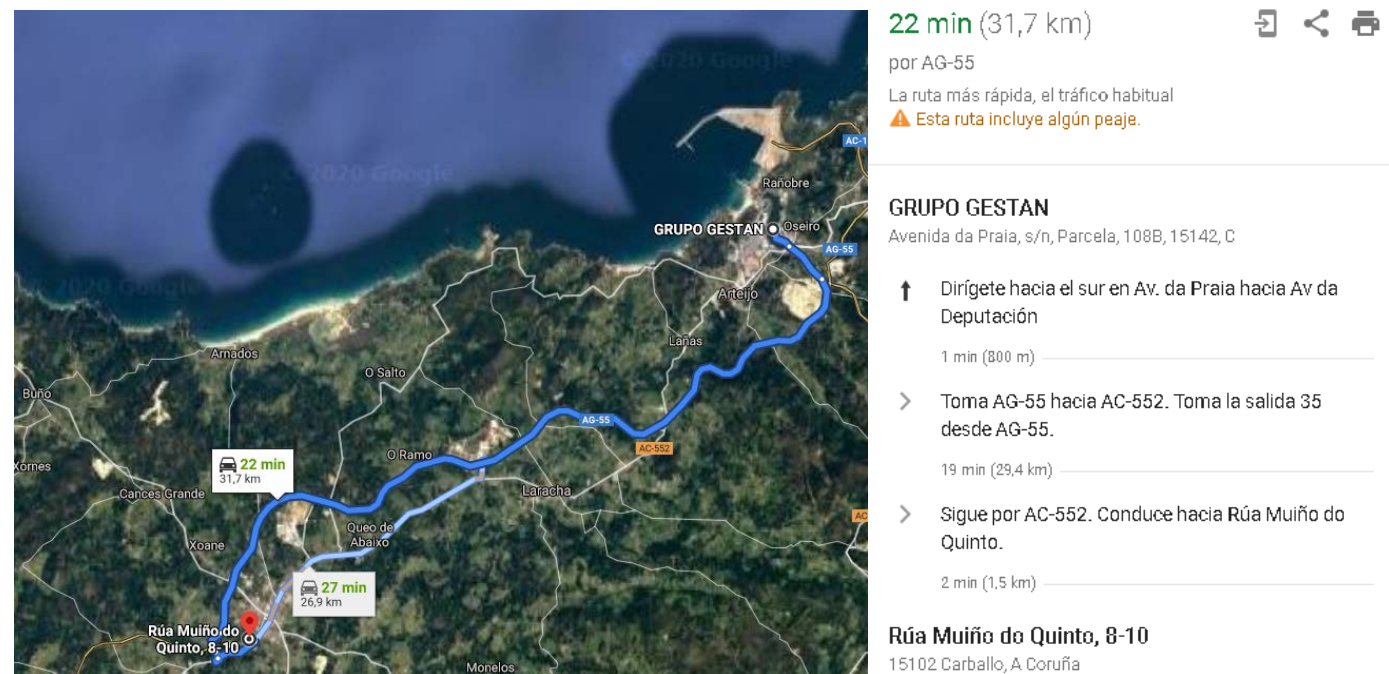 © 2020 Google
AC-1
© 2020 Google
Rañobre
GRUPO GESTAN
Oseiro
AG-55
© 2020 Google
Arteijo
Lañas
Amados
O Salto
Buño
AG-55
AC-552
O Ramo
22 min
31,7 km
Xornes
Cances Grande
Laracha
AC
Queo de
Abaixo
Xoane
27 min
26,9 km
Rúa Muiño do
Quinto, 8-10
Monelos
22 min (31,7 km)
por AG-55
La ruta más rápida, el tráfico habitual
Esta ruta incluye algún peaje.
GRUPO GESTAN
Avenida da Praia, s/n, Parcela, 108B, 15142, C
Dirígete hacia el sur en Av. da Praia hacia Av da
Deputación
1 min (800 m)
Toma AG-55 hacia AC-552. Toma la salida 35
desde AG-55.
19 min (29,4 km)
Sigue por AC-552. Conduce hacia Rúa Muiño do
Quinto.
2 min (1,5 km)
Rúa Muiño do Quinto, 8-10
15102 Carballo, A Coruña